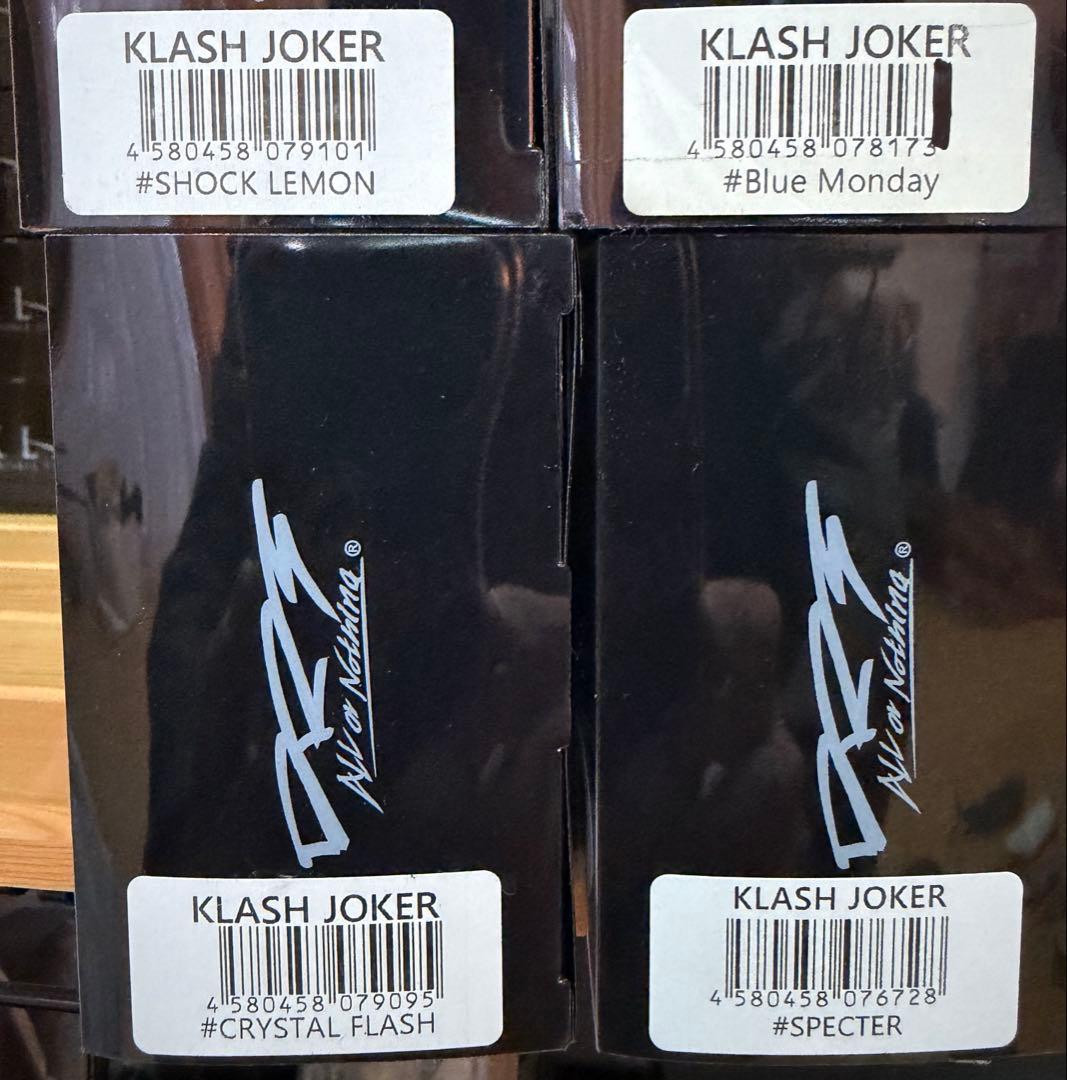 KLASH JOKER
4 580458 079101
#SHOCK LEMON
KLASH JOKER
4 580458 078173
#Blue Monday
All or Nothing ®
All or Nothing ®
KLASH JOKER
4 580458 079095
#CRYSTAL FLASH
KLASH JOKER
4 580458 076728
#SPECTER